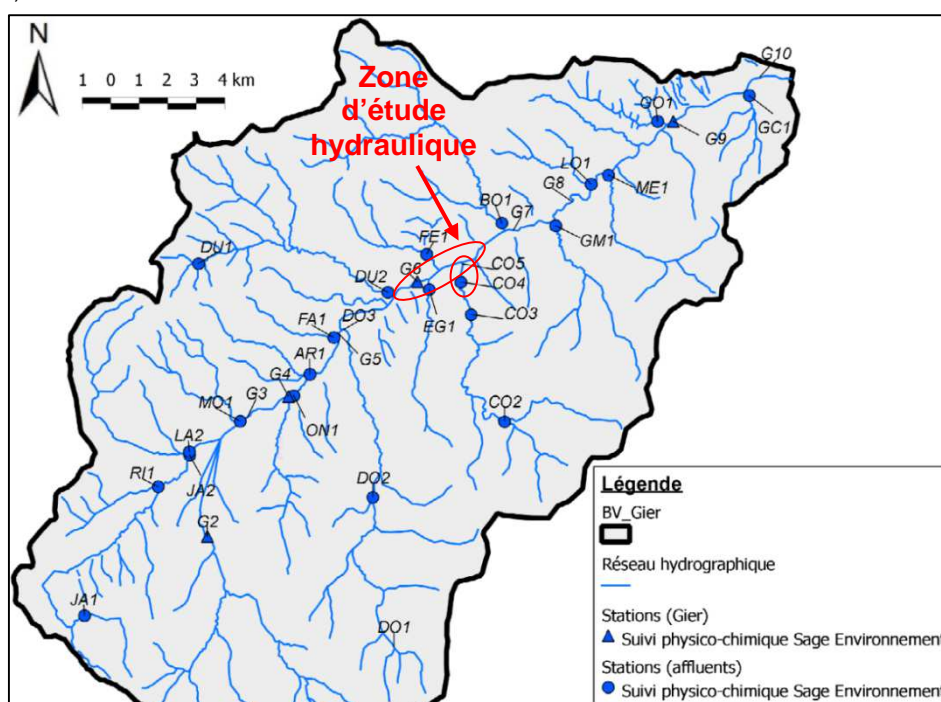 N
1 0 1 2 3 4 km
Zone
d'étude
hydraulique
G10
GO1
G9
GC1
LO1
G8
ME1
BO1
G7
GM1
FE1
DU1
G6
CO5
DU2
CO4
EG1
CO3
FA1
DO3
G5
AR1
G4
G3
MO1
ON1
CO2
LA2
RI1
JA2
DO2
G2
JA1
DO1
Légende
BV_Gier
Réseau hydrographique
Stations (Gier)
Suivi physico-chimique Sage Environnement
Stations (affluents)
Suivi physico-chimique Sage Environnement